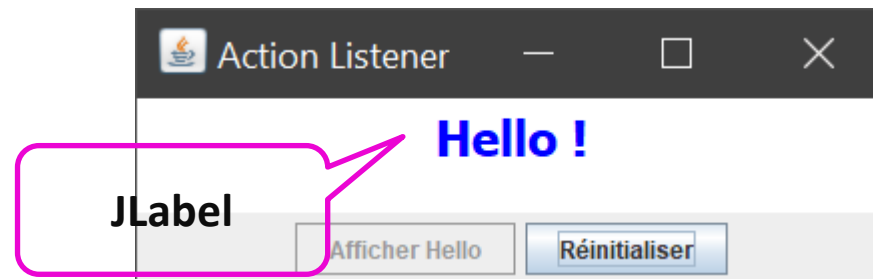 Action Listener
Hello !
JLabel
Afficher Hello Réinitialiser